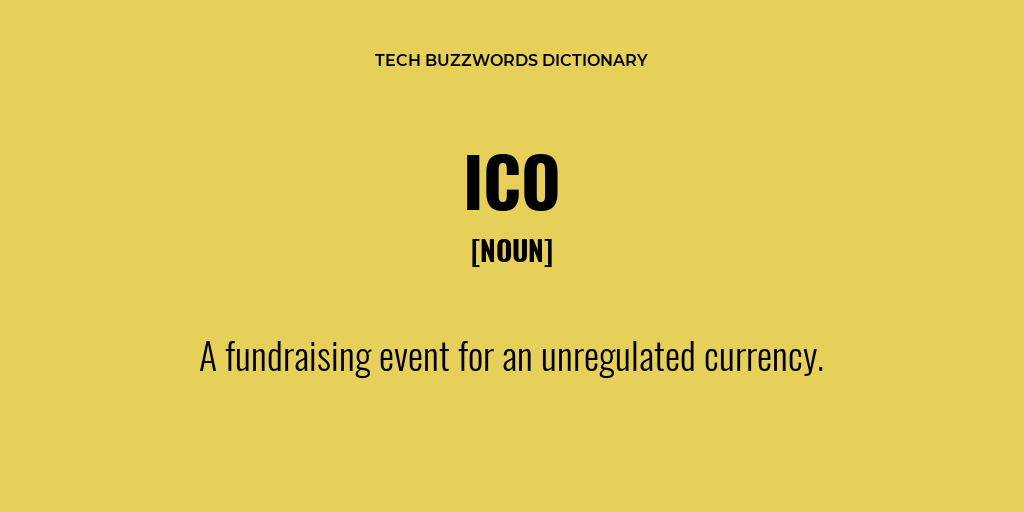 TECH BUZZWORDS DICTIONARY
ICO
[NOUN]
A fundraising event for an unregulated currency.